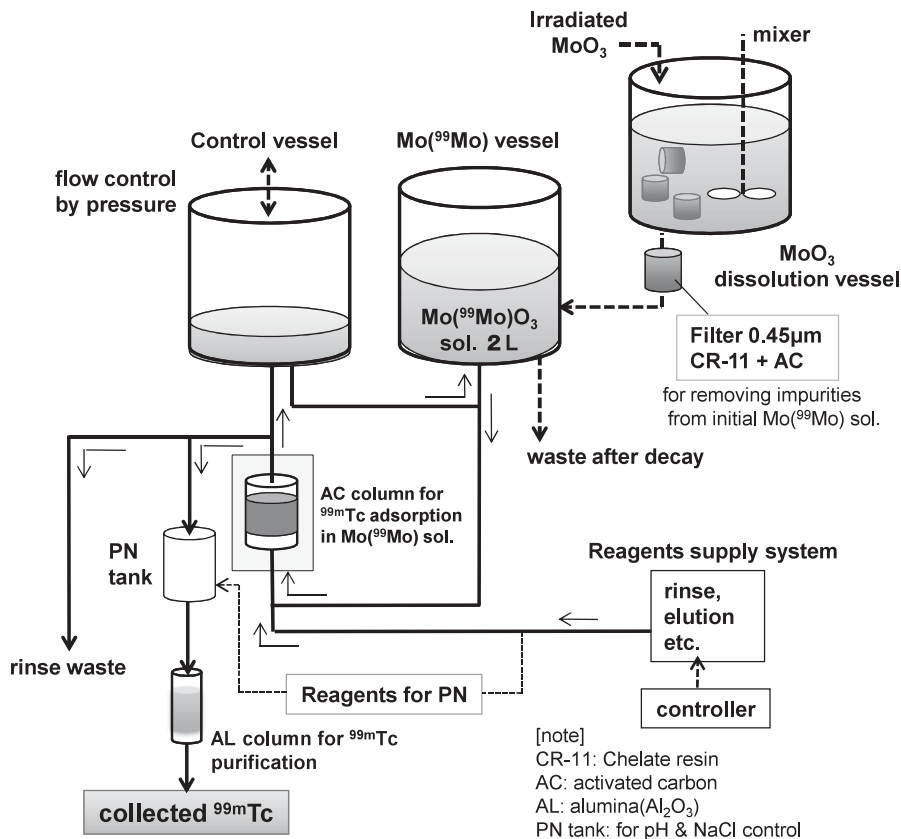 Irradiated
MoO₃
mixer
Control vessel
Mo(⁹⁹Mo) vessel
flow control
by pressure
MoO₃
dissolution vessel
Mo(⁹⁹Mo)O₃
sol. 2 L
Filter 0.45µm
CR-11 + AC
for removing impurities
from initial Mo(⁹⁹Mo) sol.
waste after decay
AC column for
⁹⁹ᵐTc adsorption
in Mo(⁹⁹Mo) sol.
PN
tank
Reagents supply system
rinse,
elution
etc.
rinse waste
Reagents for PN
controller
AL column for ⁹⁹ᵐTc
purification
collected ⁹⁹ᵐTc
[note]
CR-11: Chelate resin
AC: activated carbon
AL: alumina(Al₂O₃)
PN tank: for pH & NaCl control